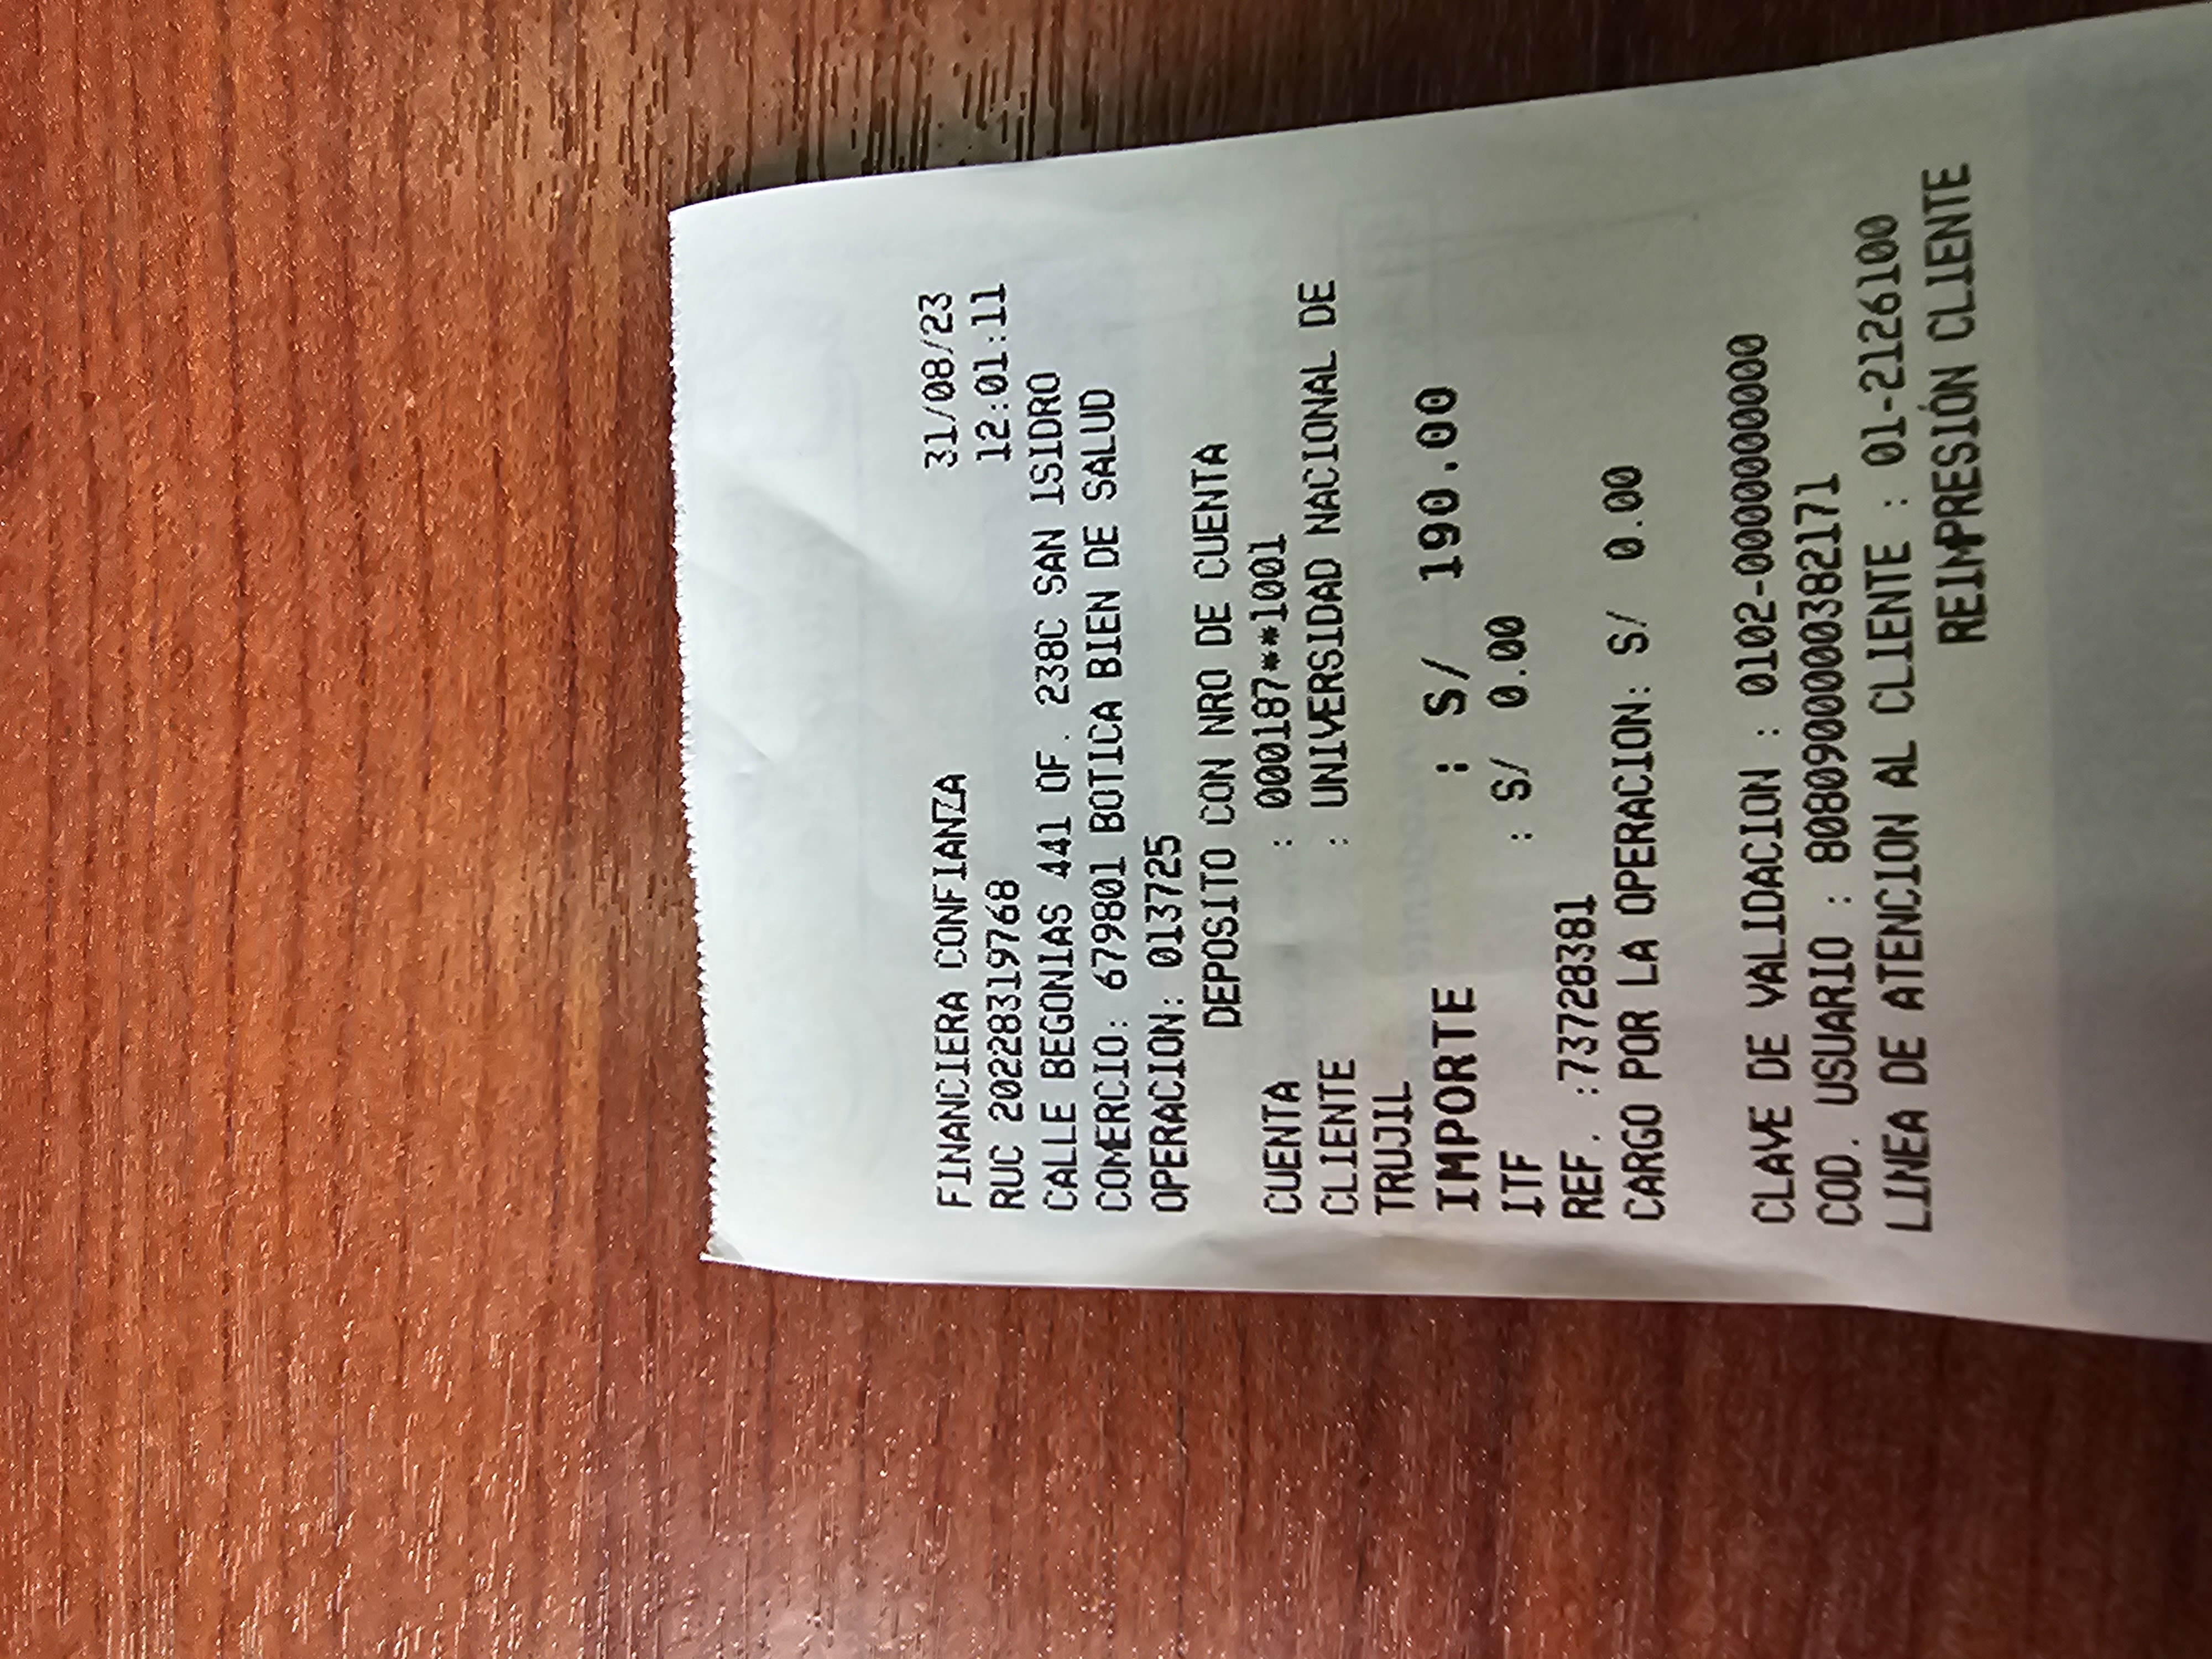 FINANCIERA CONFIANZA 31/08/23
RUC 20228319768 12:01:11
CALLE BEGONIAS 441 OF. 238C SAN ISIDRO
COMERCIO: 679801 BOTICA BIEN DE SALUD
OPERACION: 013725
DEPOSITO CON NRO DE CUENTA
CUENTA : 000187**1001
CLIENTE : UNIVERSIDAD NACIONAL DE
TRUJIL
IMPORTE : S/ 190.00
ITF : S/ 0.00
REF. :73728381
CARGO POR LA OPERACION: S/ 0.00
CLAVE DE VALIDACION : 0102-000000000000
COD. USUARIO : 80809000000382171
LINEA DE ATENCION AL CLIENTE : 01-2126100
REIMPRESIÓN CLIENTE